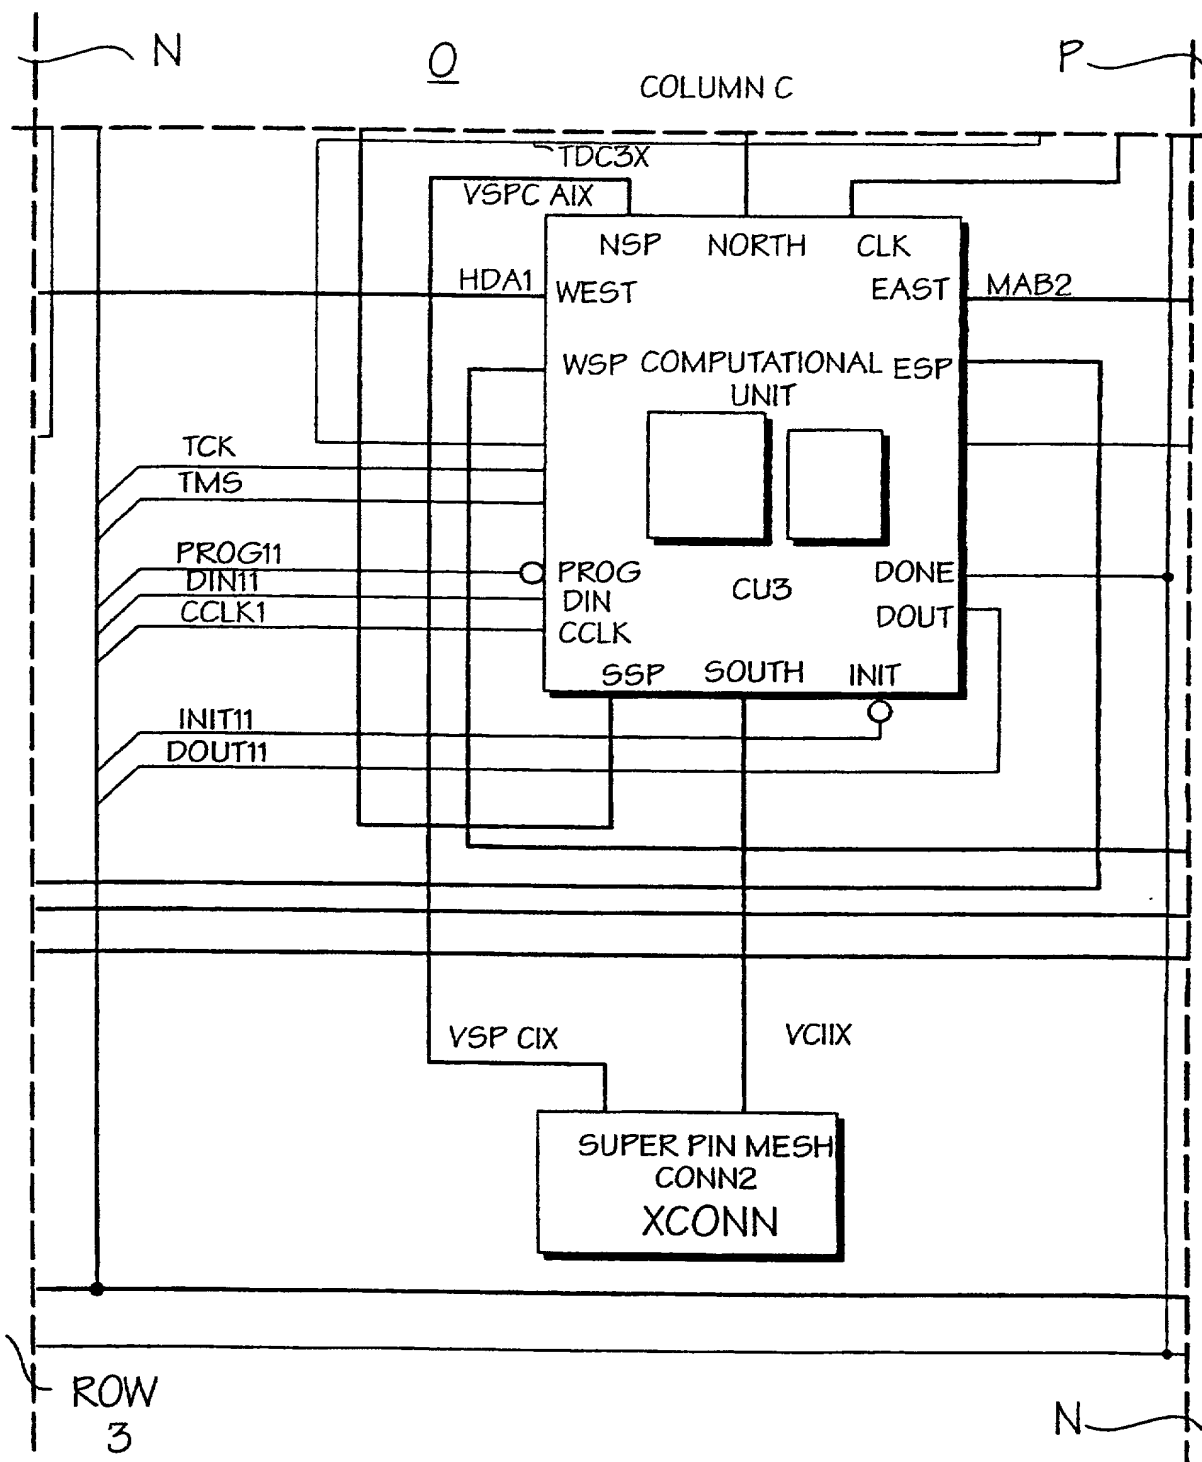 N
O
P
COLUMN C
TDC3X
VSPC AIX
NSP NORTH CLK
HDA1 WEST EAST MAB2
WSP COMPUTATIONAL ESP
UNIT
TCK
TMS
PROG11 PROG DONE
DIN11 DIN CU3 DOUT
CCLK1 CCLK
SSP SOUTH INIT
INIT11
DOUT11
VSP CIX VCIIX
SUPER PIN MESH
CONN2
XCONN
ROW
3
N